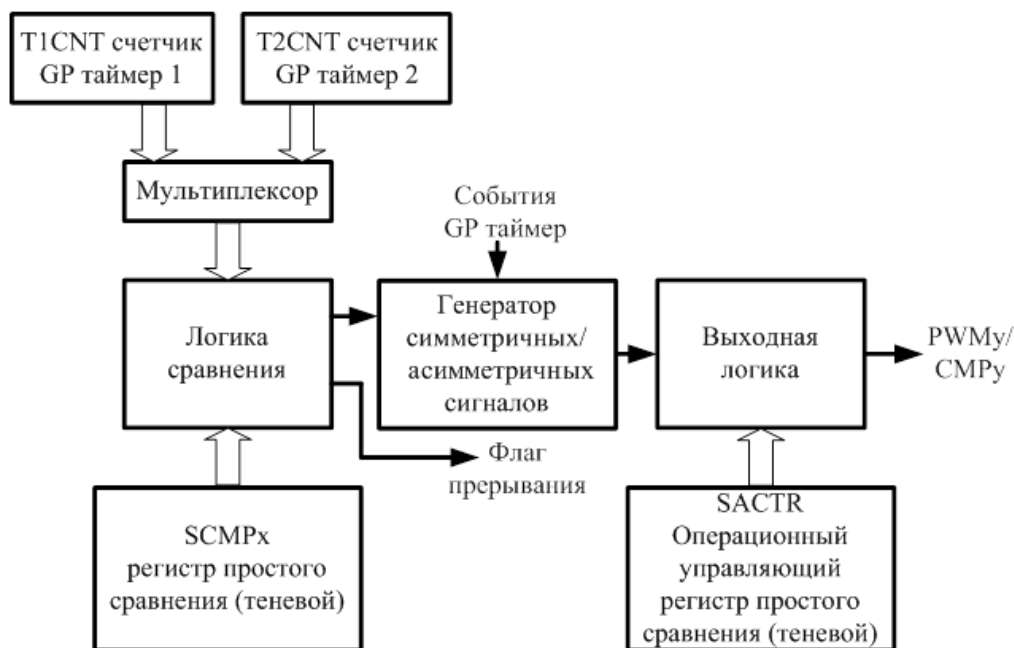 T1CNT счетчик
GP таймер 1
T2CNT счетчик
GP таймер 2
Мультиплексор
События
GP таймер
Логика
сравнения
Генератор
симметричных/
асимметричных
сигналов
Выходная
логика
PWMy/
CMPy
Флаг
прерывания
SCMPx
регистр простого
сравнения (теневой)
SACTR
Операционный
управляющий
регистр простого
сравнения (теневой)